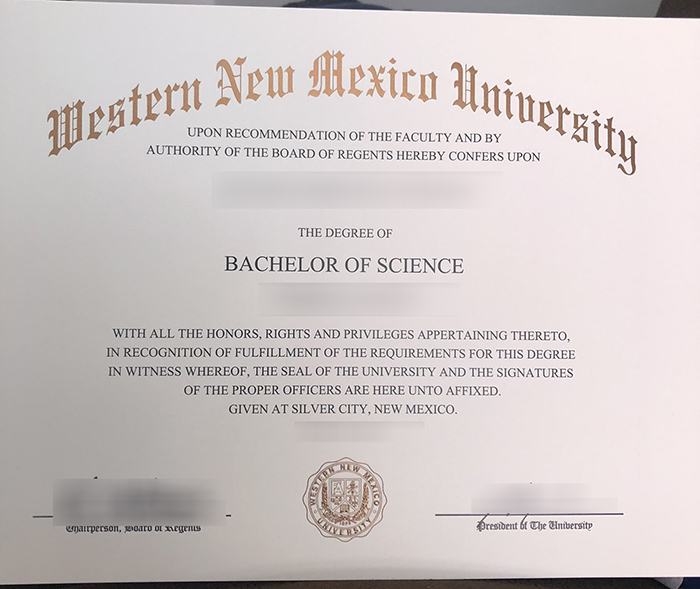 Western New Mexico University
UPON RECOMMENDATION OF THE FACULTY AND BY
AUTHORITY OF THE BOARD OF REGENTS HEREBY CONFERS UPON
THE DEGREE OF
BACHELOR OF SCIENCE
WITH ALL THE HONORS, RIGHTS AND PRIVILEGES APPERTAINING THERETO,
IN RECOGNITION OF FULFILLMENT OF THE REQUIREMENTS FOR THIS DEGREE
IN WITNESS WHEREOF, THE SEAL OF THE UNIVERSITY AND THE SIGNATURES
OF THE PROPER OFFICERS ARE HERE UNTO AFFIXED.
GIVEN AT SILVER CITY, NEW MEXICO.
WESTERN NEW MEXICO
UNIVERSITY
Chairperson, Board of Regents
President of The University